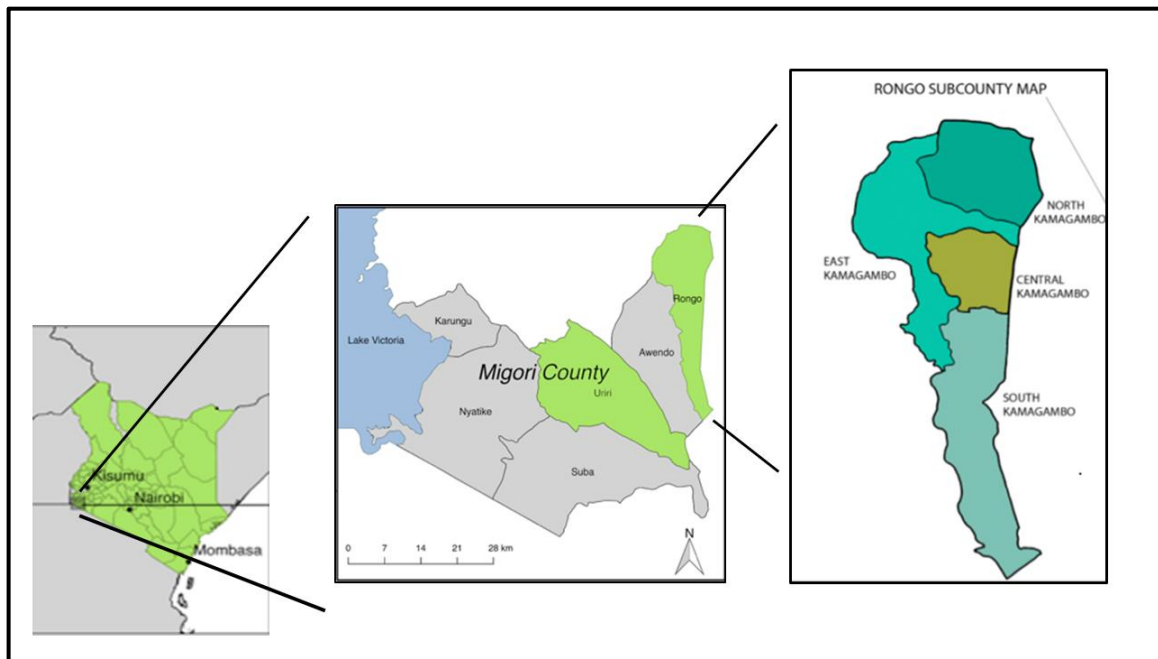 Kisumu
Nairobi
Mombasa
Lake Victoria
Karungu
Rongo
Awendo
Migori County
Uriri
Nyatike
Suba
N
0 7 14 21 28 km
RONGO SUBCOUNTY MAP
NORTH
KAMAGAMBO
EAST
KAMAGAMBO
CENTRAL
KAMAGAMBO
SOUTH
KAMAGAMBO